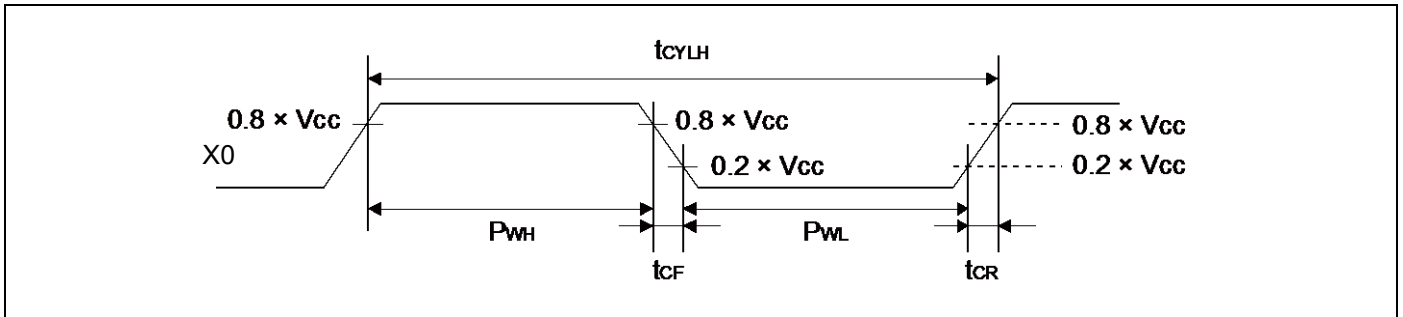 tCYLH
0.8 × Vcc
0.8 × Vcc
0.8 × Vcc
X0
0.2 × Vcc
0.2 × Vcc
PWH
PWL
tCF
tCR